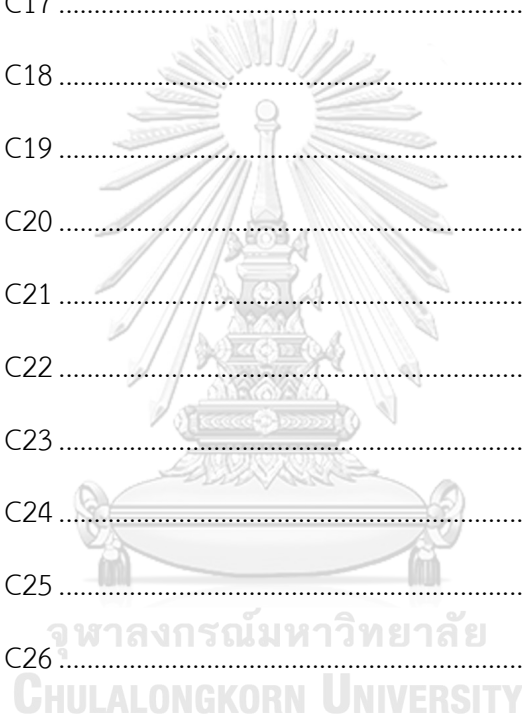 C17 ........................................................................
C18 ........................................................................
C19 ........................................................................
C20 ........................................................................
C21 ........................................................................
C22 ........................................................................
C23 ........................................................................
C24 ........................................................................
C25 ........................................................................
จุฬาลงกรณ์มหาวิทยาลัย
C26 ........................................................................
CHULALONGKORN UNIVERSITY